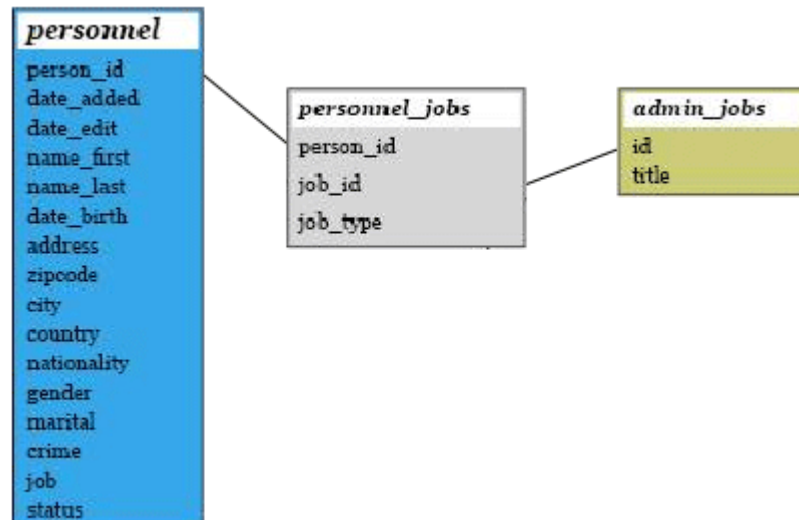 personnel
person_id
date_added
date_edit
name_first
name_last
date_birth
address
zipcode
city
country
nationality
gender
marital
crime
job
status
personnel_jobs
person_id
job_id
job_type
admin_jobs
id
title